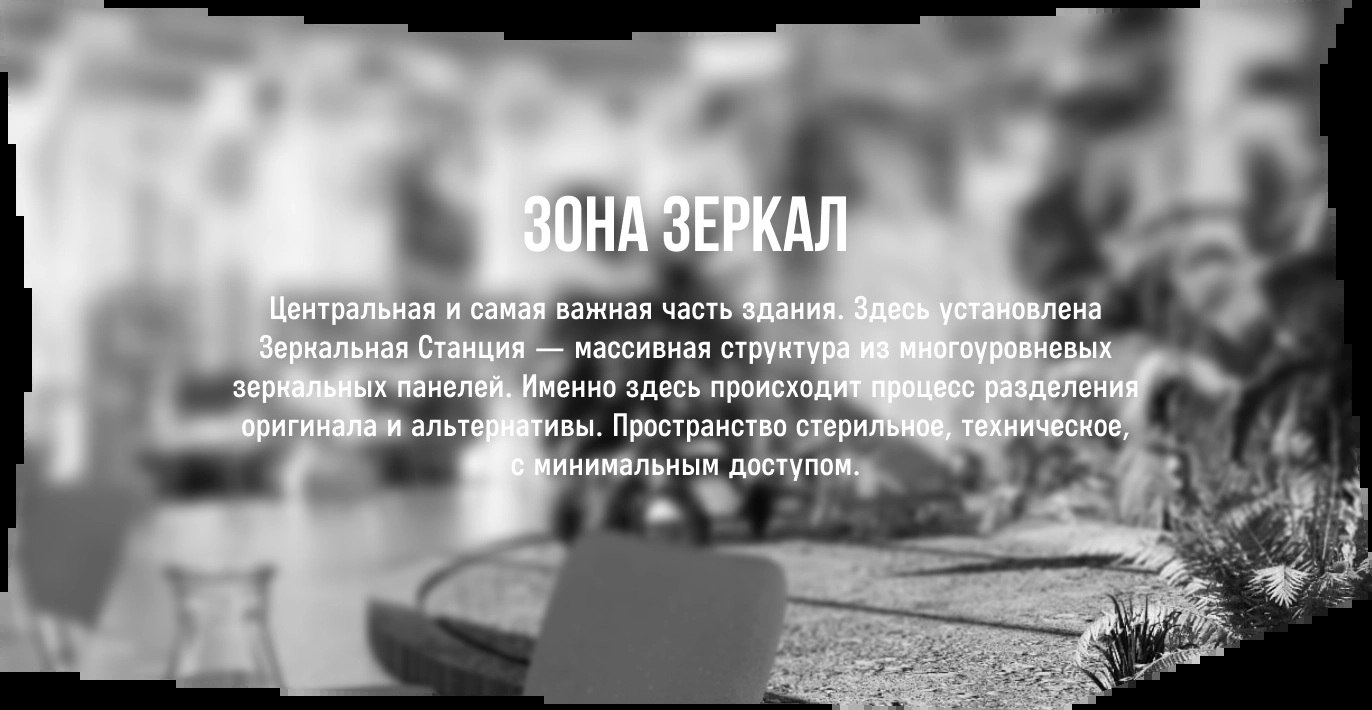 ЗОНА ЗЕРКАЛ
Центральная и самая важная часть здания. Здесь установлена
Зеркальная Станция — массивная структура из многоуровневых
зеркальных панелей. Именно здесь происходит процесс разделения
оригинала и альтернативы. Пространство стерильное, техническое,
с минимальным доступом.